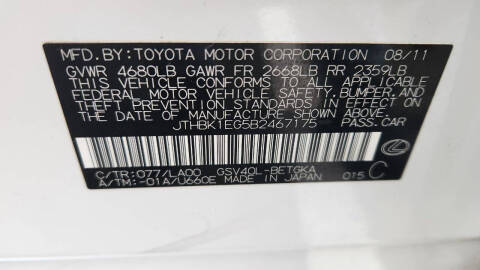 MFD.BY:TOYOTA MOTOR CORPORATION 08/11
GVWR 4680LB GAWR FR 2668LB RR 2359LB
THIS VEHICLE CONFORMS TO ALL APPLICABLE
FEDERAL MOTOR VEHICLE SAFETY, BUMPER, AND
THEFT PREVENTION STANDARDS IN EFFECT ON
THE DATE OF MANUFACTURE SHOWN ABOVE.
JTHBK1EG5B2467175 PASS.CAR
C/TR:077/LA00 GSV40L-BETGKA
A/TM:-01A/U660E MADE IN JAPAN 015 C